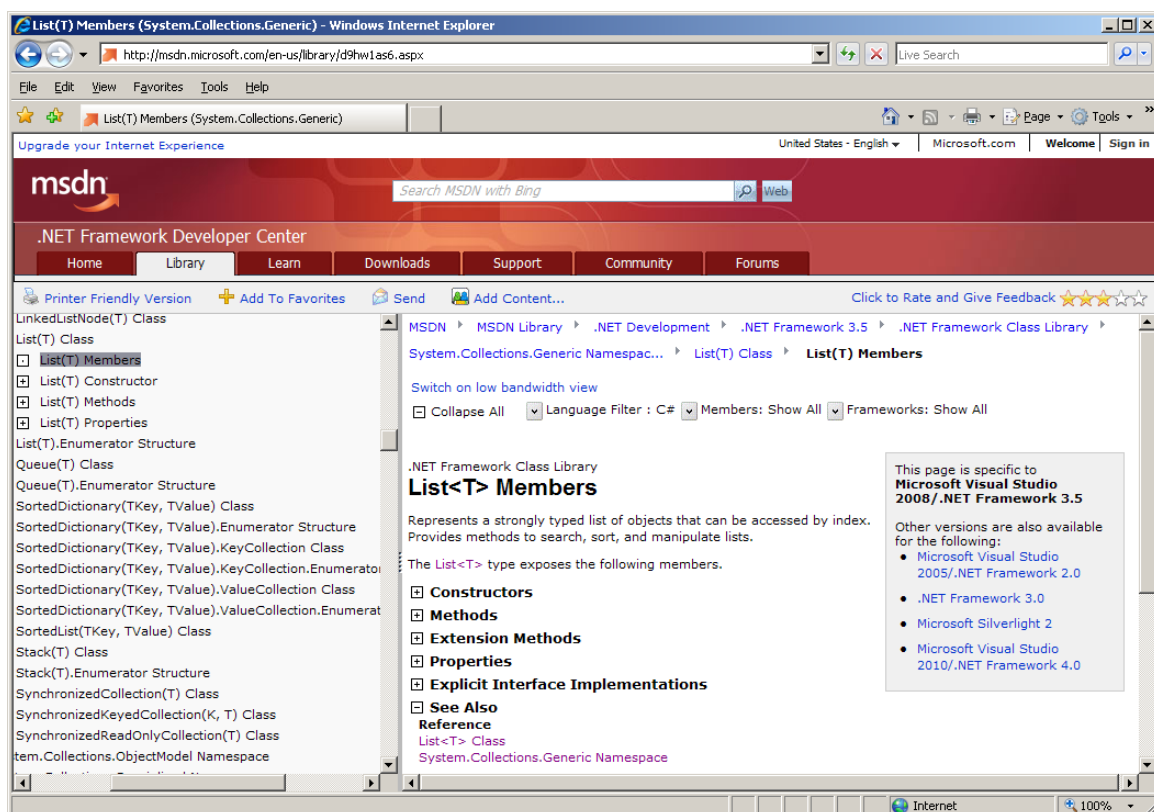 List(T) Members (System.Collections.Generic) - Windows Internet Explorer
http://msdn.microsoft.com/en-us/library/d9hw1as6.aspx
Live Search
File Edit View Favorites Tools Help
List(T) Members (System.Collections.Generic)
Page Tools »
Upgrade your Internet Experience
United States - English Microsoft.com Welcome Sign in
msdn
Search MSDN with Bing Web
.NET Framework Developer Center
Home Library Learn Downloads Support Community Forums
Printer Friendly Version Add To Favorites Send Add Content...
Click to Rate and Give Feedback
LinkedListNode(T) Class
List(T) Class
List(T) Members
List(T) Constructor
List(T) Methods
List(T) Properties
List(T).Enumerator Structure
Queue(T) Class
Queue(T).Enumerator Structure
SortedDictionary(TKey, TValue) Class
SortedDictionary(TKey, TValue).Enumerator Structure
SortedDictionary(TKey, TValue).KeyCollection Class
SortedDictionary(TKey, TValue).KeyCollection.Enumerato
SortedDictionary(TKey, TValue).ValueCollection Class
SortedDictionary(TKey, TValue).ValueCollection.Enumerat
SortedList(TKey, TValue) Class
Stack(T) Class
Stack(T).Enumerator Structure
SynchronizedCollection(T) Class
SynchronizedKeyedCollection(K, T) Class
SynchronizedReadOnlyCollection(T) Class
tem.Collections.ObjectModel Namespace
MSDN MSDN Library .NET Development .NET Framework 3.5 .NET Framework Class Library
System.Collections.Generic Namespac... List(T) Class List(T) Members
Switch on low bandwidth view
Collapse All Language Filter : C# Members: Show All Frameworks: Show All
.NET Framework Class Library
List<T> Members
Represents a strongly typed list of objects that can be accessed by index.
Provides methods to search, sort, and manipulate lists.
The List<T> type exposes the following members.
Constructors
Methods
Extension Methods
Properties
Explicit Interface Implementations
See Also
Reference
List<T> Class
System.Collections.Generic Namespace
This page is specific to
Microsoft Visual Studio
2008/.NET Framework 3.5
Other versions are also available
for the following:
• Microsoft Visual Studio
2005/.NET Framework 2.0
• .NET Framework 3.0
• Microsoft Silverlight 2
• Microsoft Visual Studio
2010/.NET Framework 4.0
Internet 100%